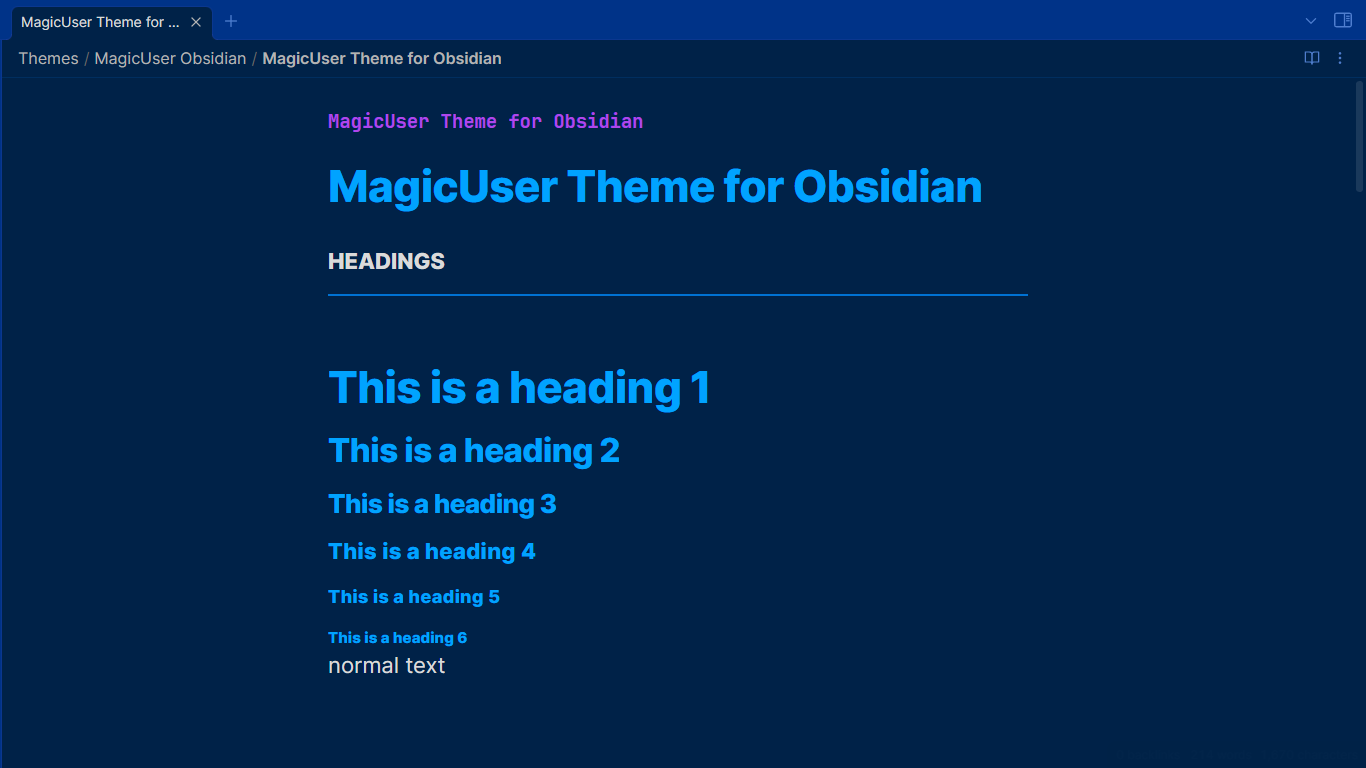 MagicUser Theme for ...
Themes / MagicUser Obsidian / MagicUser Theme for Obsidian
MagicUser Theme for Obsidian
MagicUser Theme for Obsidian
HEADINGS
This is a heading 1
This is a heading 2
This is a heading 3
This is a heading 4
This is a heading 5
This is a heading 6
normal text